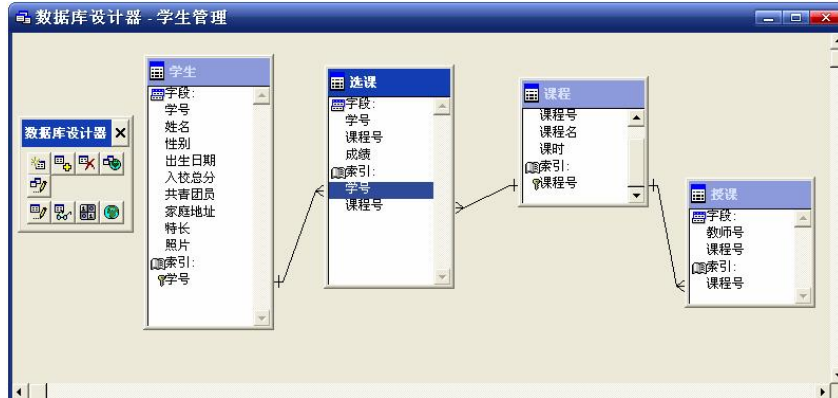 数据库设计器 - 学生管理
数据库设计器
学生
字段:
学号
姓名
性别
出生日期
入校总分
共青团员
家庭地址
特长
照片
索引:
学号
选课
字段:
学号
课程号
成绩
索引:
学号
课程号
课程
课程号
课程名
课时
索引:
课程号
授课
字段:
教师号
课程号
索引:
课程号